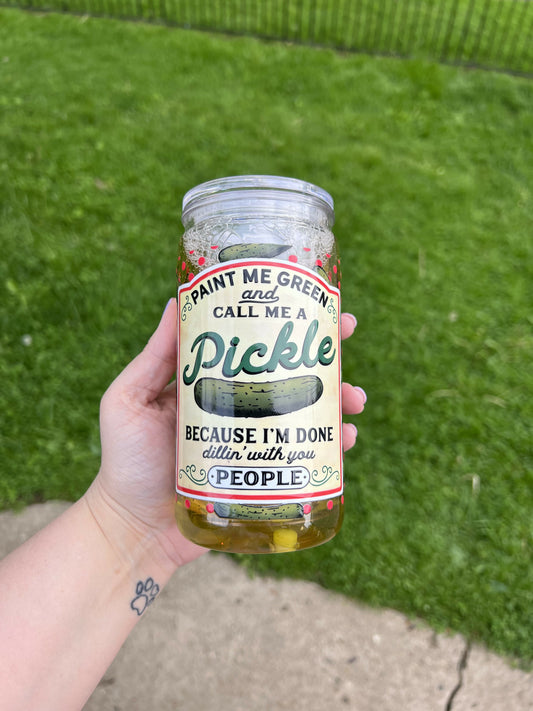 PAINT ME GREEN
and
CALL ME A
Pickle
BECAUSE I'M DONE
dillin' with you
PEOPLE